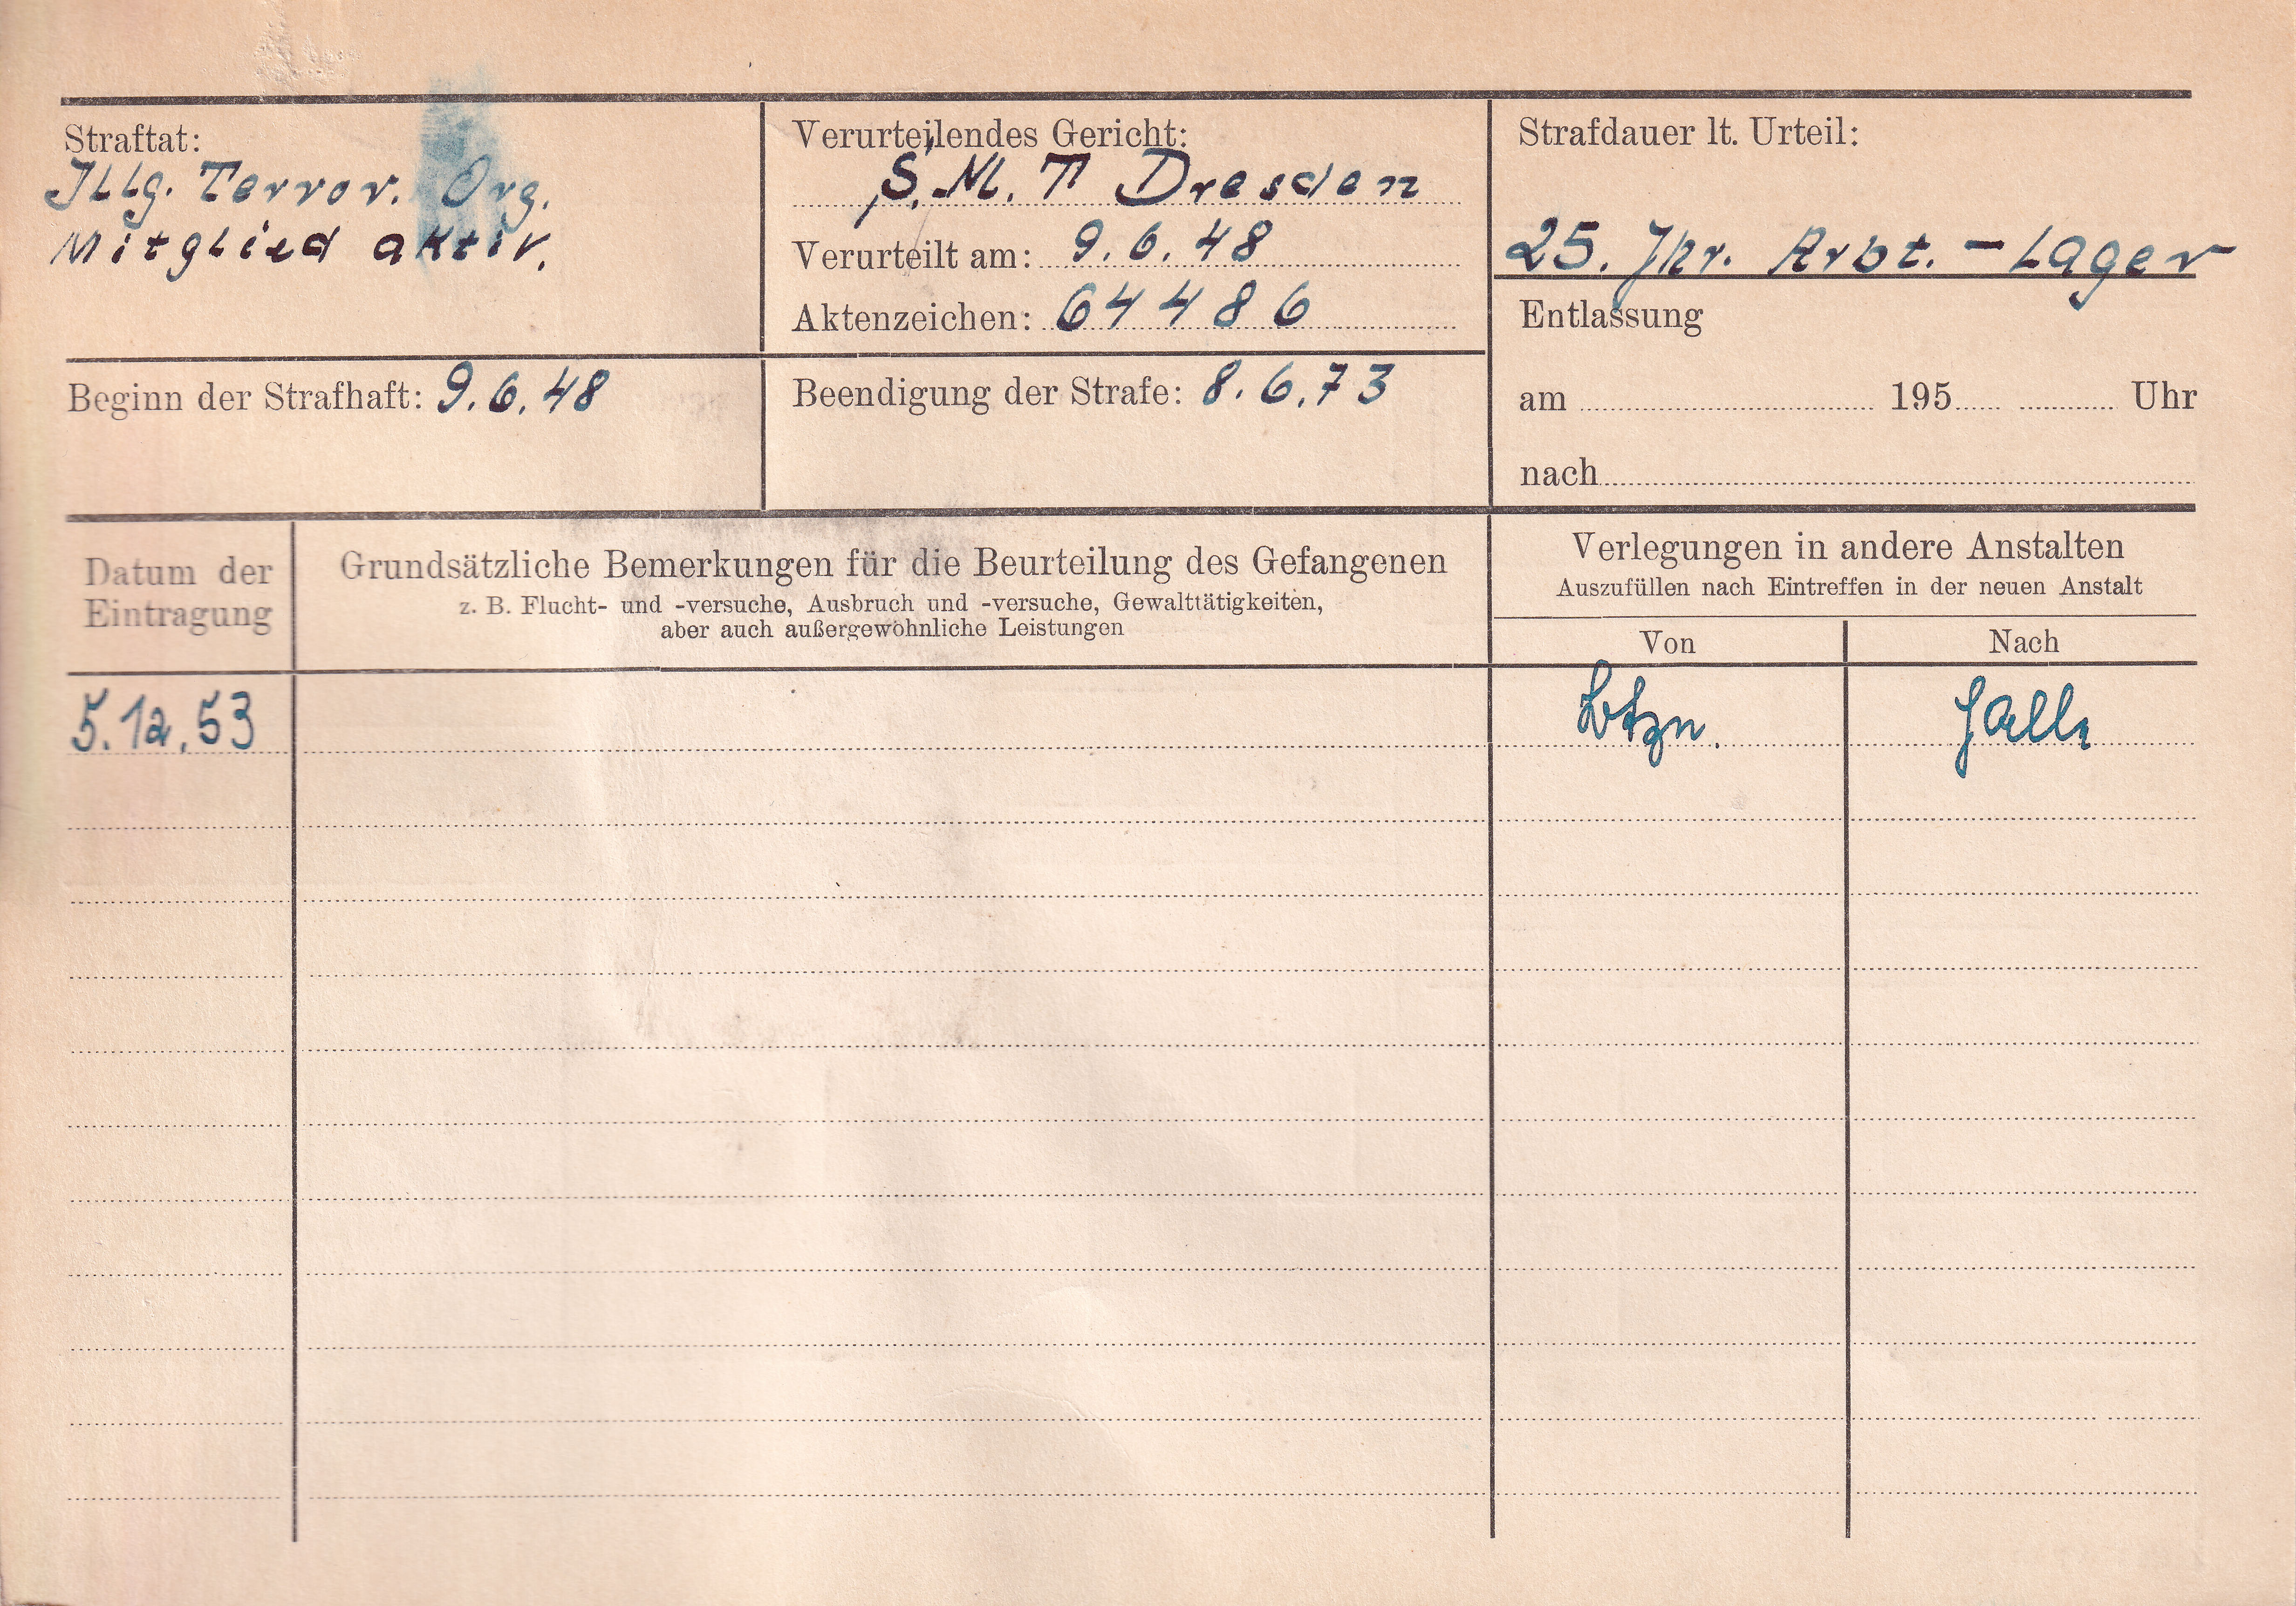 Straftat:
Illg. Terror. Org.
Mitglied aktiv.
Verurteilendes Gericht:
S.M.T Dresden
Verurteilt am: 9.6.48
Aktenzeichen: 64486
Strafdauer lt. Urteil:
25. Jhr. Arbt.-Lager
Entlassung
am 195 Uhr
nach
Beginn der Strafhaft: 9.6.48
Beendigung der Strafe: 8.6.73
Datum der
Eintragung
Grundsätzliche Bemerkungen für die Beurteilung des Gefangenen
z. B. Flucht- und -versuche, Ausbruch und -versuche, Gewalttätigkeiten,
aber auch außergewöhnliche Leistungen
Verlegungen in andere Anstalten
Auszufüllen nach Eintreffen in der neuen Anstalt
Von Nach
5.12.53 Btzn. Halle